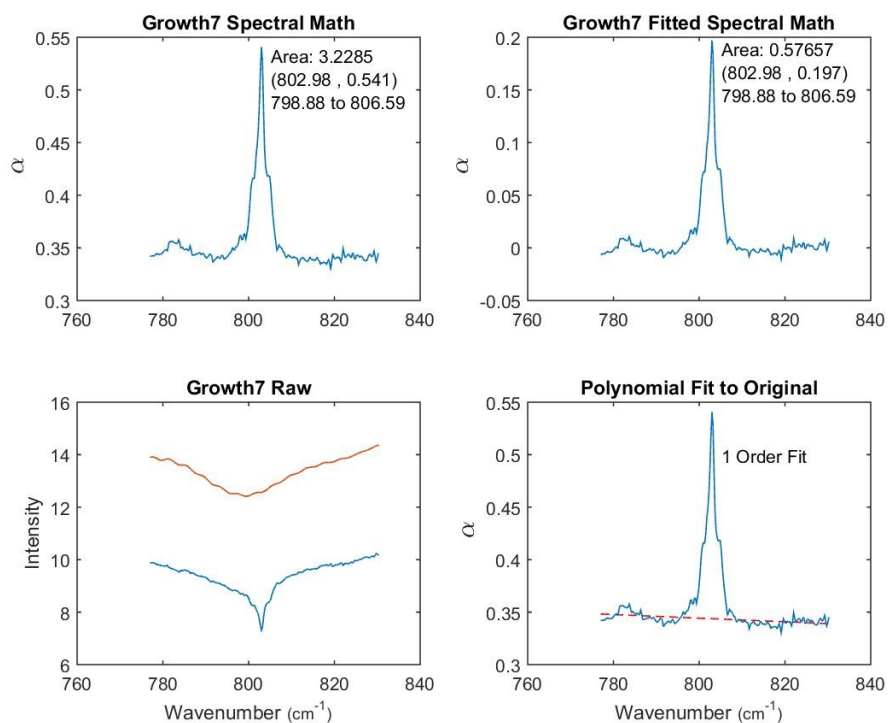 Growth7 Spectral Math
0.55
0.5
0.45
0.4
0.35
0.3
α
Area: 3.2285
(802.98 , 0.541)
798.88 to 806.59
760
780
800
820
840
Growth7 Fitted Spectral Math
0.2
0.15
0.1
0.05
0
-0.05
α
Area: 0.57657
(802.98 , 0.197)
798.88 to 806.59
760
780
800
820
840
Growth7 Raw
16
14
12
10
8
6
Intensity
760
780
800
820
840
Wavenumber (cm⁻¹)
Polynomial Fit to Original
0.55
0.5
0.45
0.4
0.35
0.3
α
1 Order Fit
760
780
800
820
840
Wavenumber (cm⁻¹)